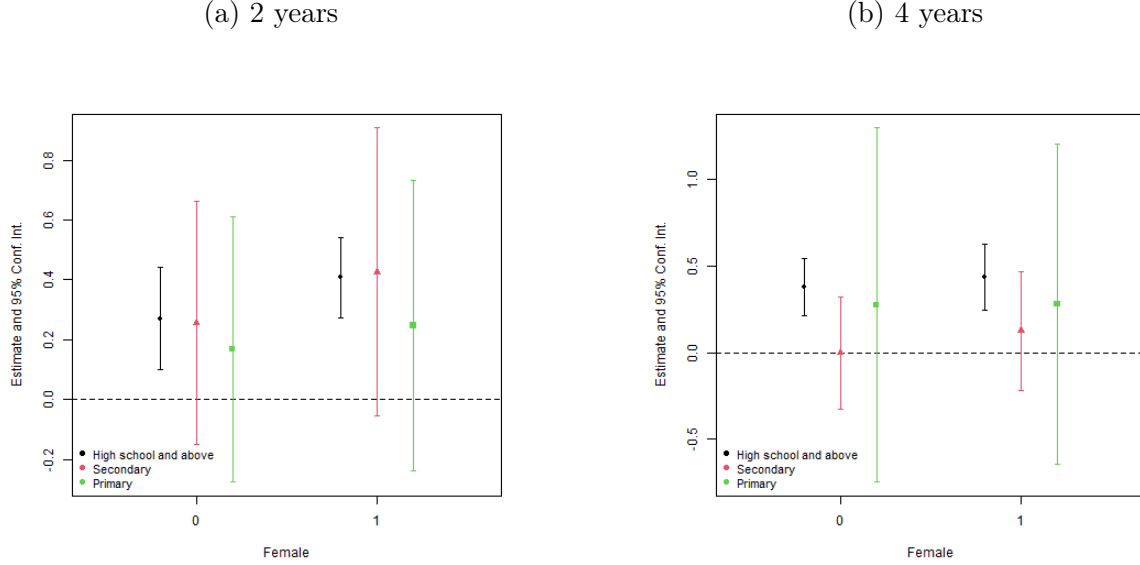 (a) 2 years
Estimate and 95% Conf. Int.
0.8
0.6
0.4
0.2
0.0
-0.2
High school and above
Secondary
Primary
0 1
Female
(b) 4 years
Estimate and 95% Conf. Int.
1.0
0.5
0.0
-0.5
High school and above
Secondary
Primary
0 1
Female